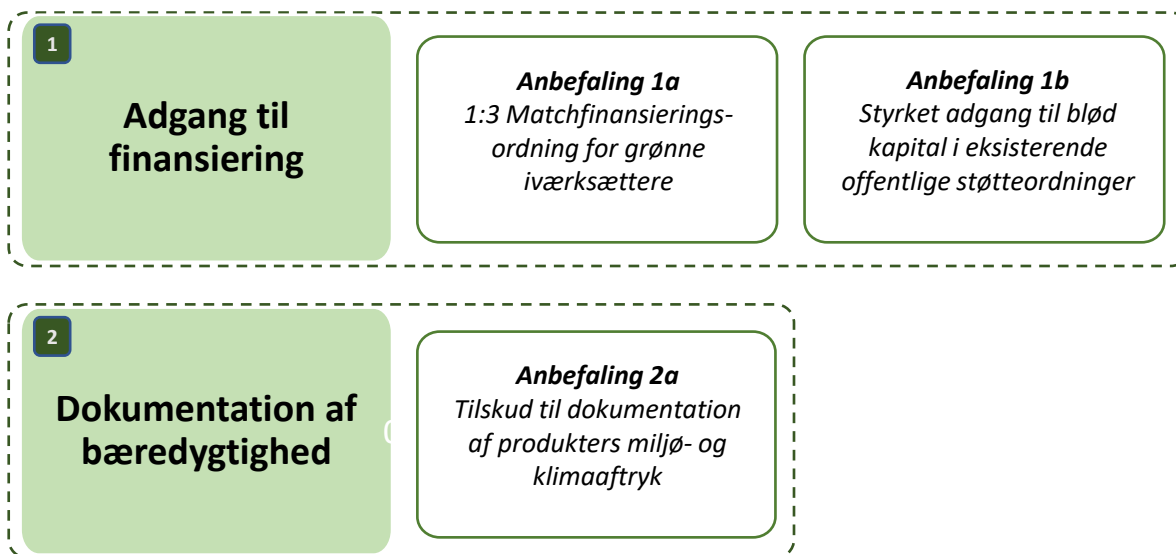 1
Adgang til
finansiering
Anbefaling 1a
1:3 Matchfinansierings-
ordning for grønne
iværksættere
Anbefaling 1b
Styrket adgang til blød
kapital i eksisterende
offentlige støtteordninger
2
Dokumentation af
bæredygtighed
Anbefaling 2a
Tilskud til dokumentation
af produkters miljø- og
klimaaftryk